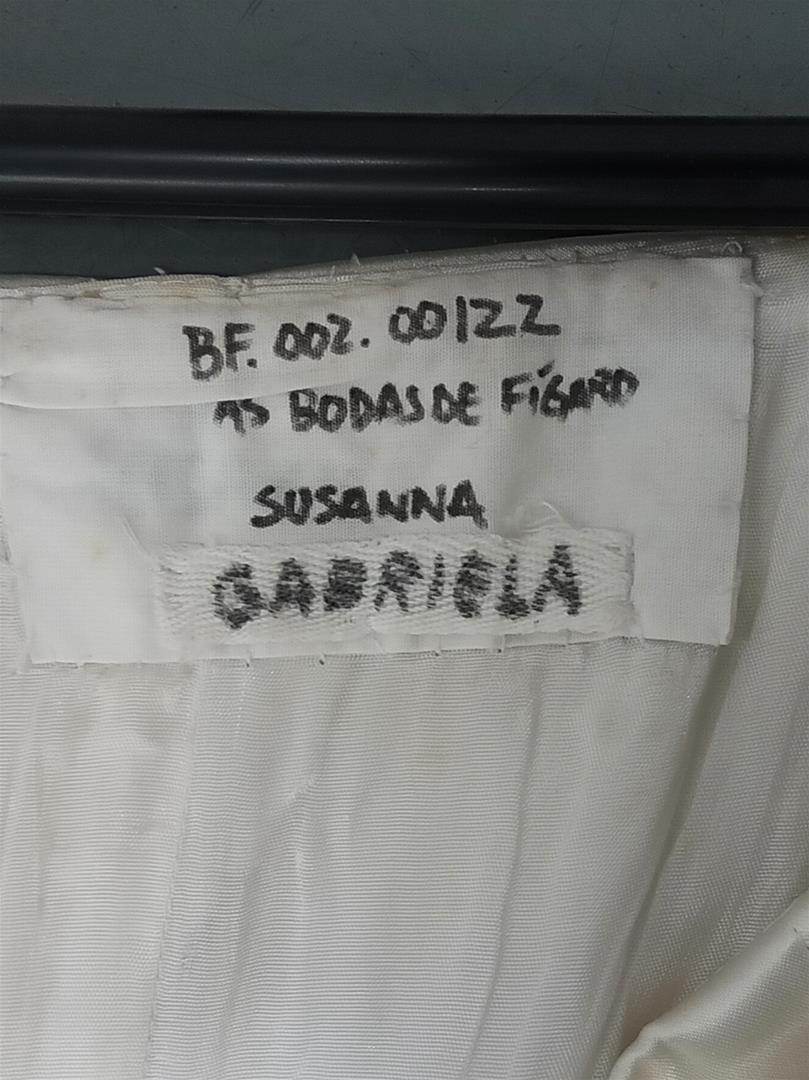 BF. 002. 00122
AS BODAS DE FÍGARO
SUSANNA
GABRIELA